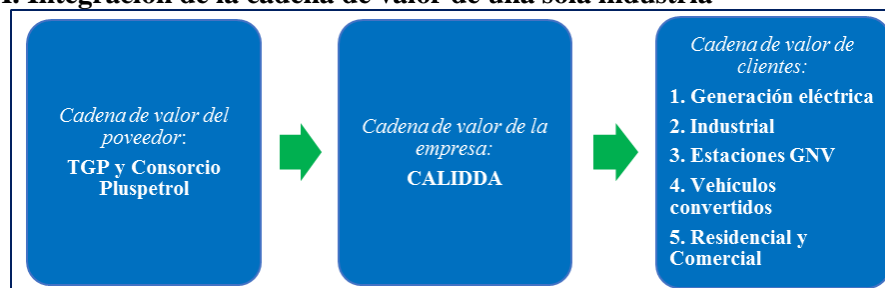 Integración de la cadena de valor de una sola industria
Cadena de valor del
poveedor:
TGP y Consorcio
Pluspetrol
Cadena de valor de la
empresa:
CALIDDA
Cadena de valor de
clientes:
1. Generación eléctrica
2. Industrial
3. Estaciones GNV
4. Vehículos
convertidos
5. Residencial y
Comercial